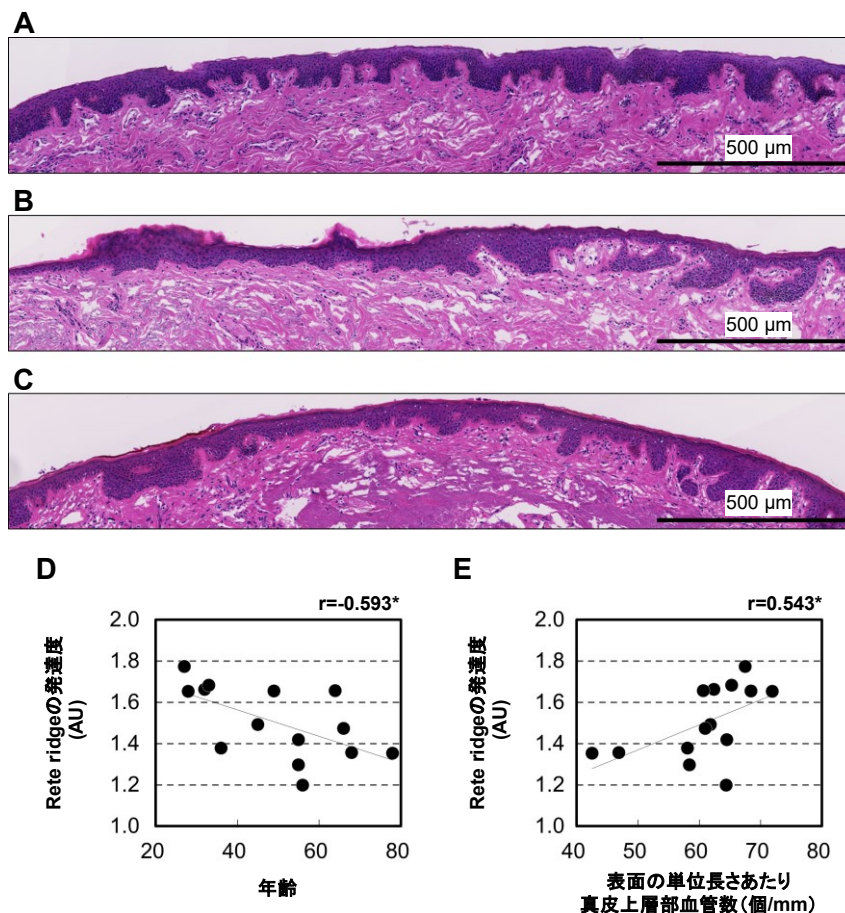 A
500 µm
B
500 µm
C
500 µm
D
r=-0.593*
Rete ridgeの発達度
(AU)
2.0
1.8
1.6
1.4
1.2
1.0
20
40
60
80
年齢
E
r=0.543*
Rete ridgeの発達度
(AU)
2.0
1.8
1.6
1.4
1.2
1.0
40
50
60
70
80
表面の単位長さあたり
真皮上層部血管数(個/mm)